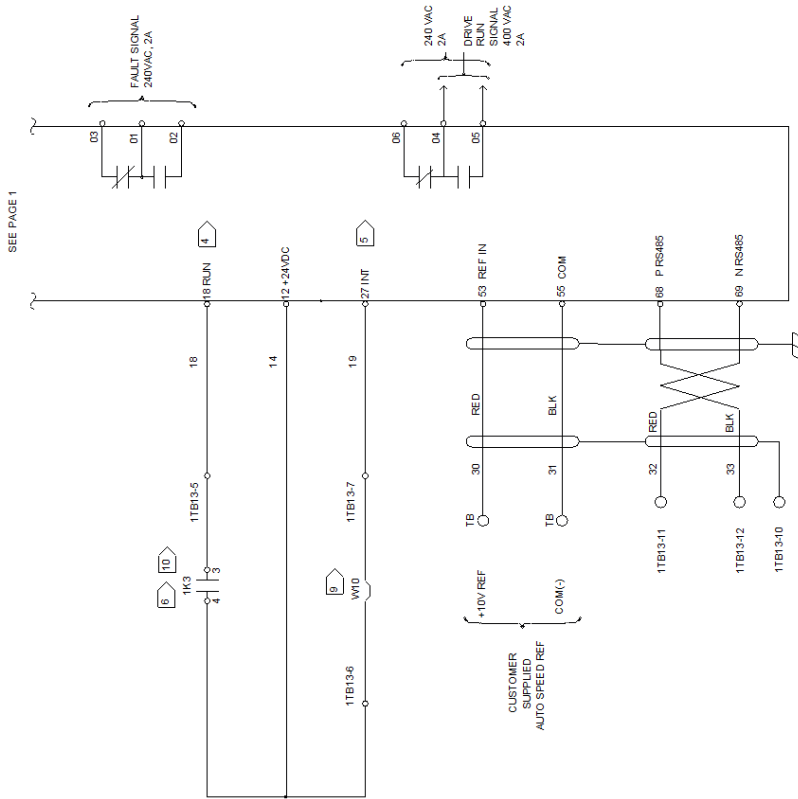 SEE PAGE 1
FAULT SIGNAL
240VAC, 2A
03
01
02
240 VAC
2A
DRIVE
RUN
SIGNAL
400 VAC
2A
06
04
05
4
18 RUN
12 +24VDC
5
27 INT
53 REF IN
55 COM
68 P RS485
69 N RS485
18
14
19
RED
BLK
RED
BLK
30
31
32
33
1TB13-5
1TB13-7
10
6
1K3
3
4
9
W10
1TB13-6
TB
TB
+10V REF
COM(-)
CUSTOMER
SUPPLIED
AUTO SPEED REF
1TB13-11
1TB13-12
1TB13-10